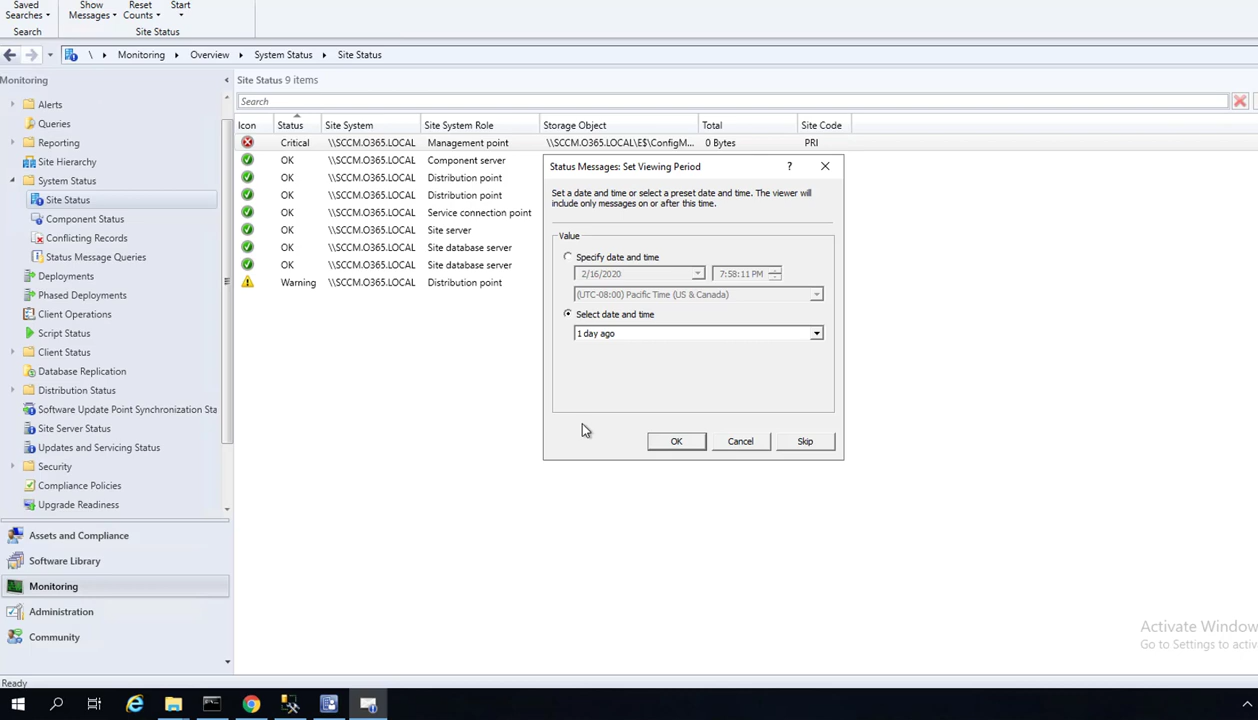 Saved Searches
Show Messages
Reset Counts
Start
Search
Site Status
\ Monitoring Overview System Status Site Status
Monitoring
Alerts
Queries
Reporting
Site Hierarchy
System Status
Site Status
Component Status
Conflicting Records
Status Message Queries
Deployments
Phased Deployments
Client Operations
Script Status
Client Status
Database Replication
Distribution Status
Software Update Point Synchronization Sta
Site Server Status
Updates and Servicing Status
Security
Compliance Policies
Upgrade Readiness
Assets and Compliance
Software Library
Monitoring
Administration
Community
Site Status 9 items
Search
Icon Status Site System Site System Role Storage Object Total Site Code
Critical \\SCCM.O365.LOCAL Management point \\SCCM.O365.LOCAL\E$\ConfigM... 0 Bytes PRI
OK \\SCCM.O365.LOCAL Component server
OK \\SCCM.O365.LOCAL Distribution point
OK \\SCCM.O365.LOCAL Distribution point
OK \\SCCM.O365.LOCAL Service connection point
OK \\SCCM.O365.LOCAL Site server
OK \\SCCM.O365.LOCAL Site database server
OK \\SCCM.O365.LOCAL Site database server
Warning \\SCCM.O365.LOCAL Distribution point
Status Messages: Set Viewing Period ?
Set a date and time or select a preset date and time. The viewer will
include only messages on or after this time.
Value
Specify date and time
2/16/2020 7:58:11 PM
(UTC-08:00) Pacific Time (US & Canada)
Select date and time
1 day ago
OK Cancel Skip
Activate Window
Go to Settings to activ
Ready